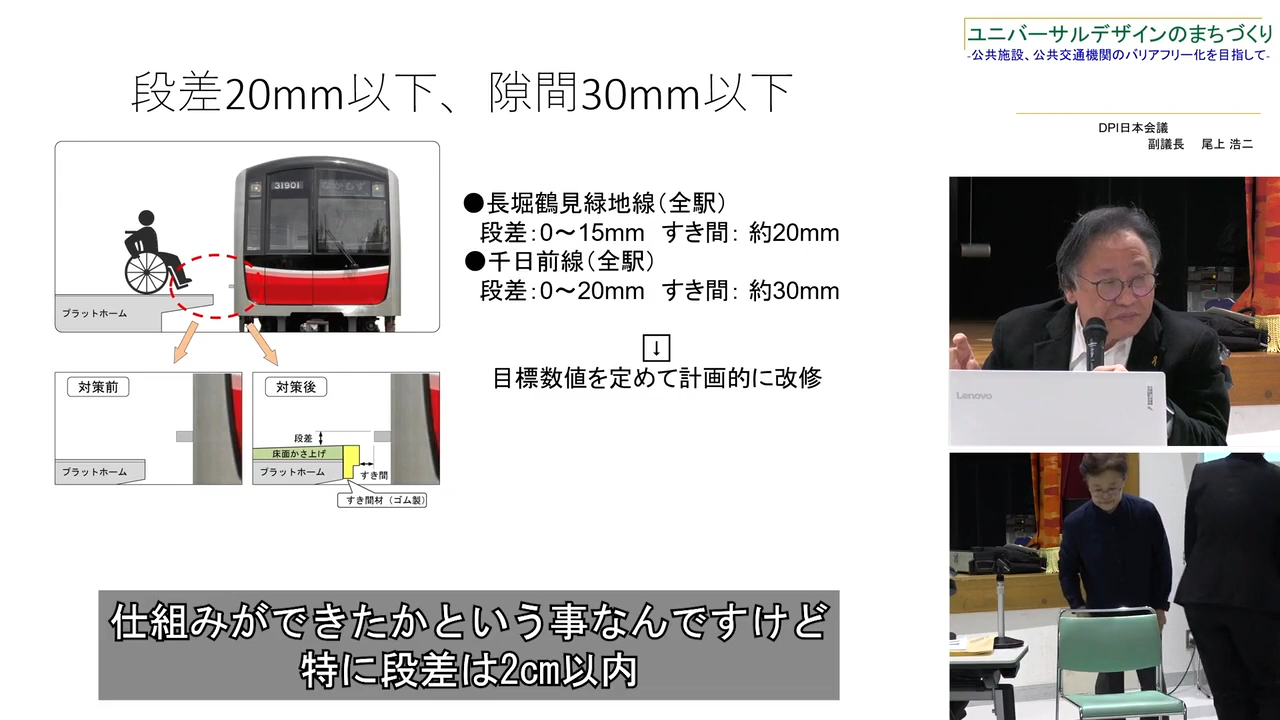 段差20mm以下、隙間30mm以下
31901
プラットホーム
対策前
プラットホーム
対策後
段差
床面かさ上げ
プラットホーム
すき間
すき間材（ゴム製）
●長堀鶴見緑地線（全駅）
段差：0～15mm　すき間： 約20mm
●千日前線（全駅）
段差：0～20mm　すき間： 約30mm
↓
目標数値を定めて計画的に改修
ユニバーサルデザインのまちづくり
-公共施設、公共交通機関のバリアフリー化を目指して-
DPI日本会議
副議長　尾上 浩二
Lenovo
仕組みができたかという事なんですけど
特に段差は2cm以内